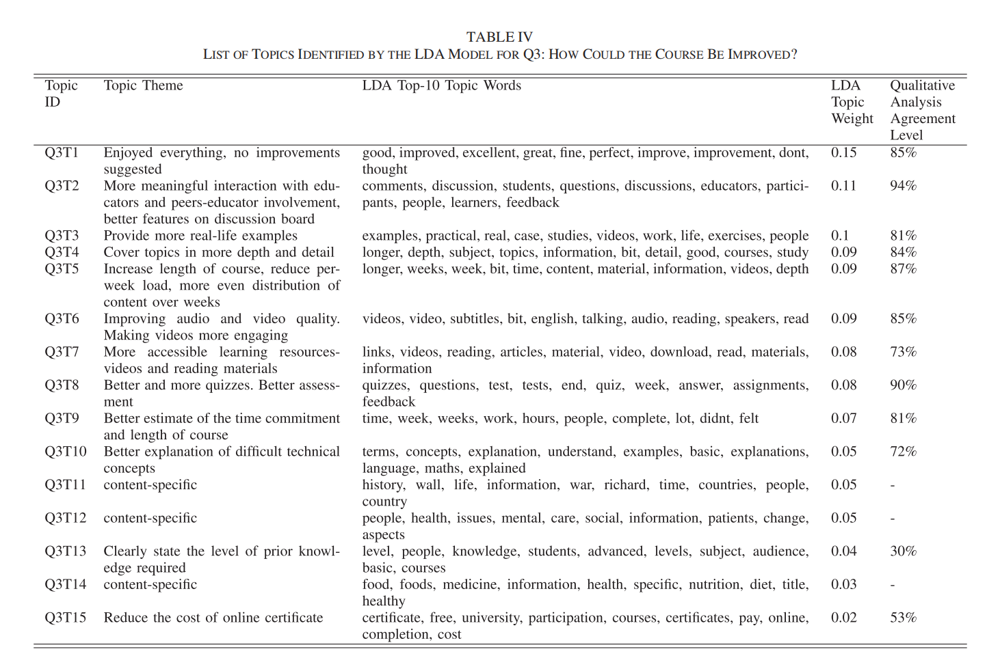 TABLE IV
LIST OF TOPICS IDENTIFIED BY THE LDA MODEL FOR Q3: HOW COULD THE COURSE BE IMPROVED?
Topic ID Topic Theme LDA Top-10 Topic Words LDA Topic Weight Qualitative Analysis Agreement Level
Q3T1 Enjoyed everything, no improvements good, improved, excellent, great, fine, perfect, improve, improvement, dont, 0.15 85%
suggested thought
Q3T2 More meaningful interaction with edu- comments, discussion, students, questions, discussions, educators, partici- 0.11 94%
cators and peers-educator involvement, pants, people, learners, feedback
better features on discussion board
Q3T3 Provide more real-life examples examples, practical, real, case, studies, videos, work, life, exercises, people 0.1 81%
Q3T4 Cover topics in more depth and detail longer, depth, subject, topics, information, bit, detail, good, courses, study 0.09 84%
Q3T5 Increase length of course, reduce per- longer, weeks, week, bit, time, content, material, information, videos, depth 0.09 87%
week load, more even distribution of
content over weeks
Q3T6 Improving audio and video quality. videos, video, subtitles, bit, english, talking, audio, reading, speakers, read 0.09 85%
Making videos more engaging
Q3T7 More accessible learning resources- links, videos, reading, articles, material, video, download, read, materials, 0.08 73%
videos and reading materials information
Q3T8 Better and more quizzes. Better assess- quizzes, questions, test, tests, end, quiz, week, answer, assignments, 0.08 90%
ment feedback
Q3T9 Better estimate of the time commitment time, week, weeks, work, hours, people, complete, lot, didnt, felt 0.07 81%
and length of course
Q3T10 Better explanation of difficult technical terms, concepts, explanation, understand, examples, basic, explanations, 0.05 72%
concepts language, maths, explained
Q3T11 content-specific history, wall, life, information, war, richard, time, countries, people, 0.05 -
country
Q3T12 content-specific people, health, issues, mental, care, social, information, patients, change, 0.05 -
aspects
Q3T13 Clearly state the level of prior knowl- level, people, knowledge, students, advanced, levels, subject, audience, 0.04 30%
edge required basic, courses
Q3T14 content-specific food, foods, medicine, information, health, specific, nutrition, diet, title, 0.03 -
healthy
Q3T15 Reduce the cost of online certificate certificate, free, university, participation, courses, certificates, pay, online, 0.02 53%
completion, cost